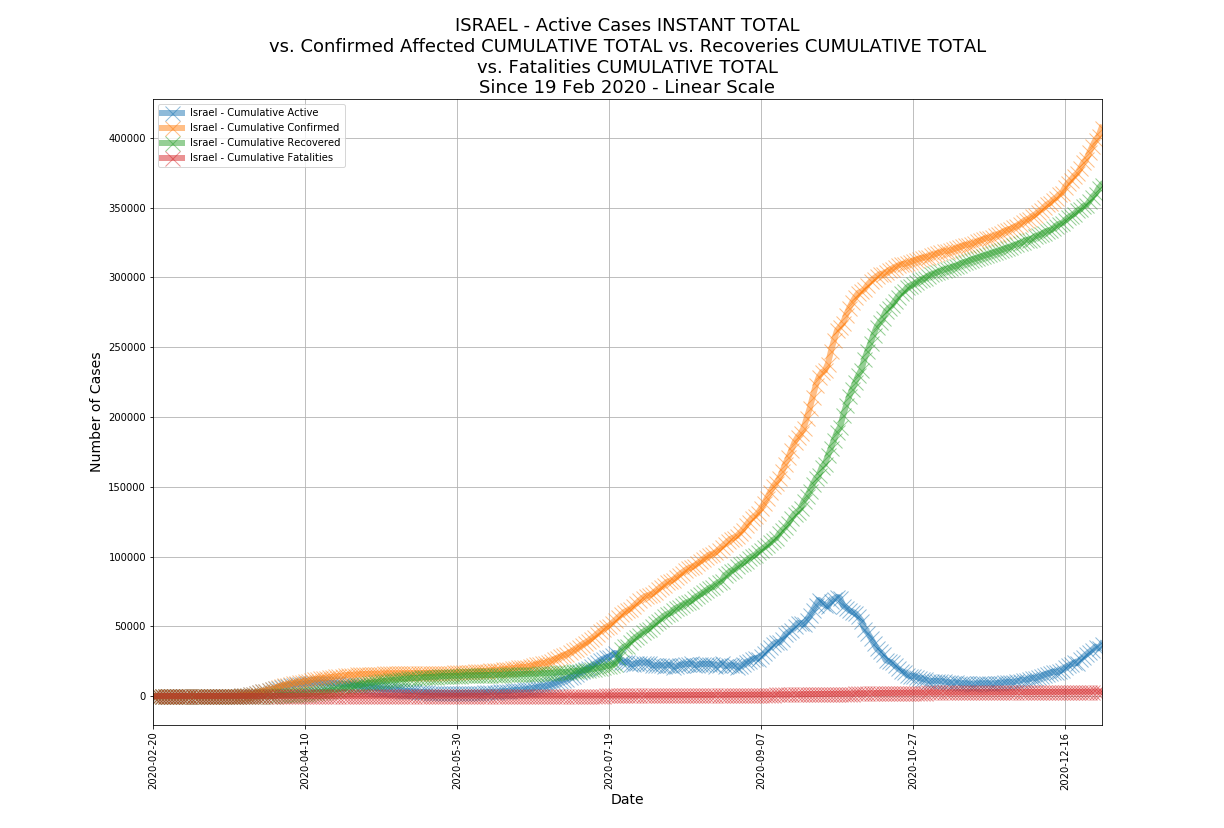 ISRAEL - Active Cases INSTANT TOTAL
vs. Confirmed Affected CUMULATIVE TOTAL vs. Recoveries CUMULATIVE TOTAL
vs. Fatalities CUMULATIVE TOTAL
Since 19 Feb 2020 - Linear Scale
Israel - Cumulative Active
Israel - Cumulative Confirmed
Israel - Cumulative Recovered
Israel - Cumulative Fatalities
400000
350000
300000
250000
200000
150000
100000
50000
0
Number of Cases
2020-02-20
2020-04-10
2020-05-30
2020-07-19
2020-09-07
2020-10-27
2020-12-16
Date